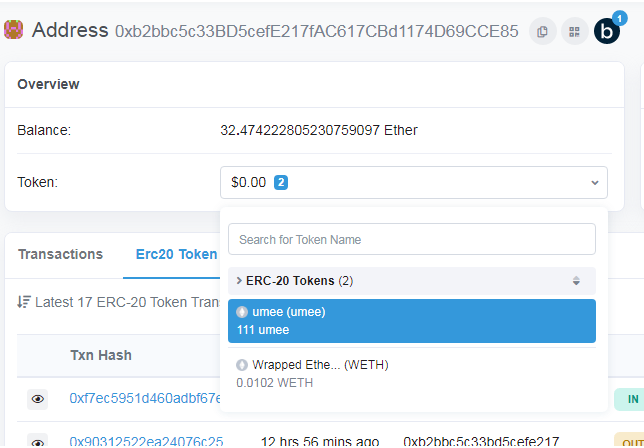 Address 0xb2bbc5c33BD5cefE217fAC617CBd1174D69CCE85
b 1
Overview
Balance: 32.474222805230759097 Ether
Token: $0.00 2
Search for Token Name
ERC-20 Tokens (2)
umee (umee)
111 umee
Wrapped Ethe... (WETH)
0.0102 WETH
Transactions Erc20 Token
Latest 17 ERC-20 Token Tran
Txn Hash
0xf7ec5951d460adbf67e IN
0x90312522ea24076c25 12 hrs 56 mins ago 0xb2bbc5c33bd5cefe217 OUT